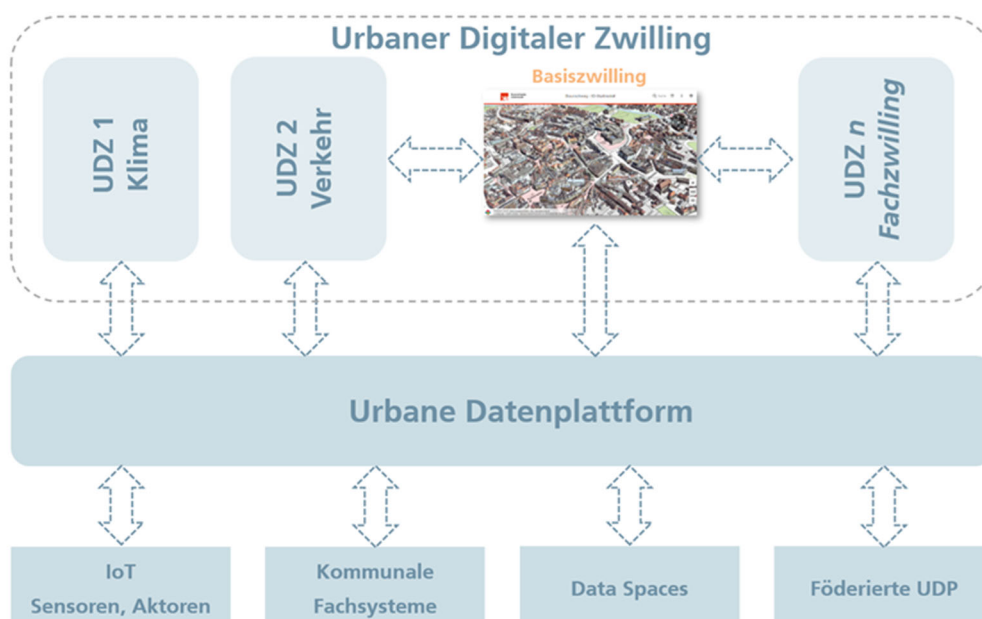 Urbaner Digitaler Zwilling
UDZ 1
Klima
UDZ 2
Verkehr
Basiszwilling
UDZ n
Fachzwilling
Urbane Datenplattform
IoT
Sensoren, Aktoren
Kommunale
Fachsysteme
Data Spaces
Föderierte UDP